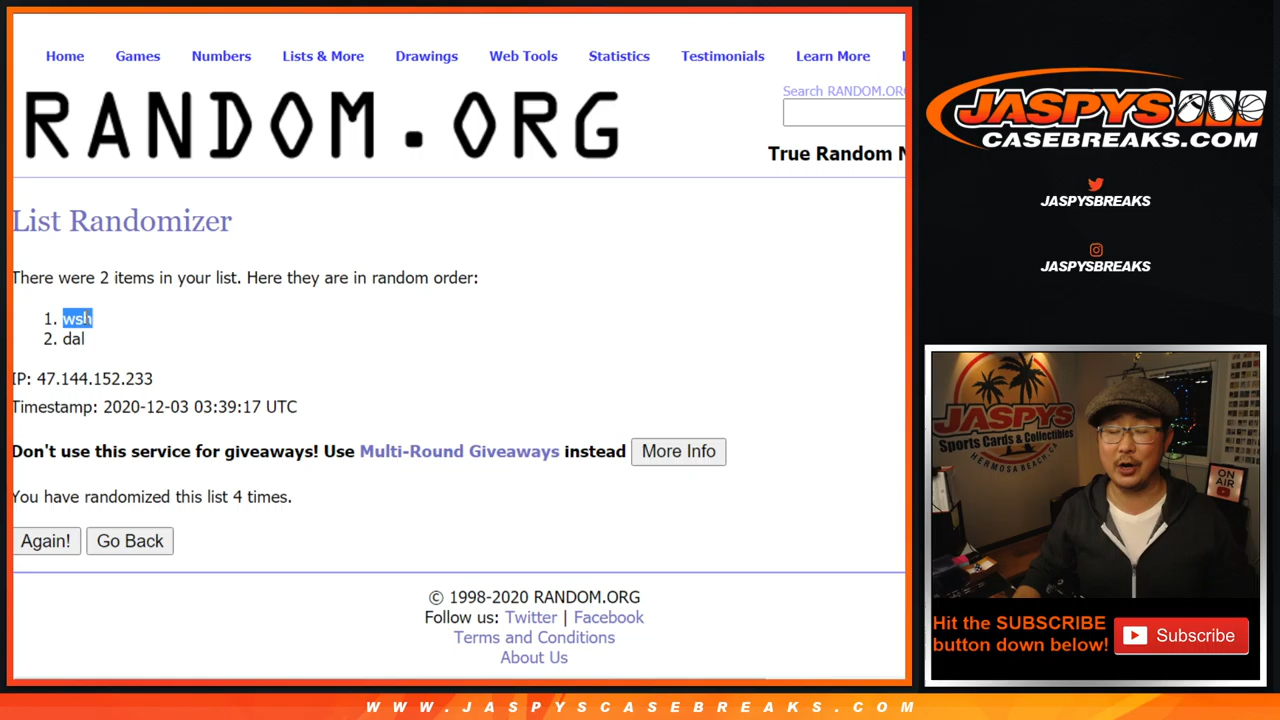 Home Games Numbers Lists & More Drawings Web Tools Statistics Testimonials Learn More
RANDOM.ORG
Search RANDOM.ORG
True Random N
List Randomizer
There were 2 items in your list. Here they are in random order:
1. wsh
2. dal
IP: 47.144.152.233
Timestamp: 2020-12-03 03:39:17 UTC
Don't use this service for giveaways! Use Multi-Round Giveaways instead More Info
You have randomized this list 4 times.
Again! Go Back
© 1998-2020 RANDOM.ORG
Follow us: Twitter | Facebook
Terms and Conditions
About Us
JASPYS
CASEBREAKS.COM
JASPYSBREAKS
JASPYSBREAKS
JASPYS
Sports Cards & Collectibles
HERMOSA BEACH, CA
ON AIR
Hit the SUBSCRIBE
button down below!
Subscribe
WWW.JASPYSCASEBREAKS.COM